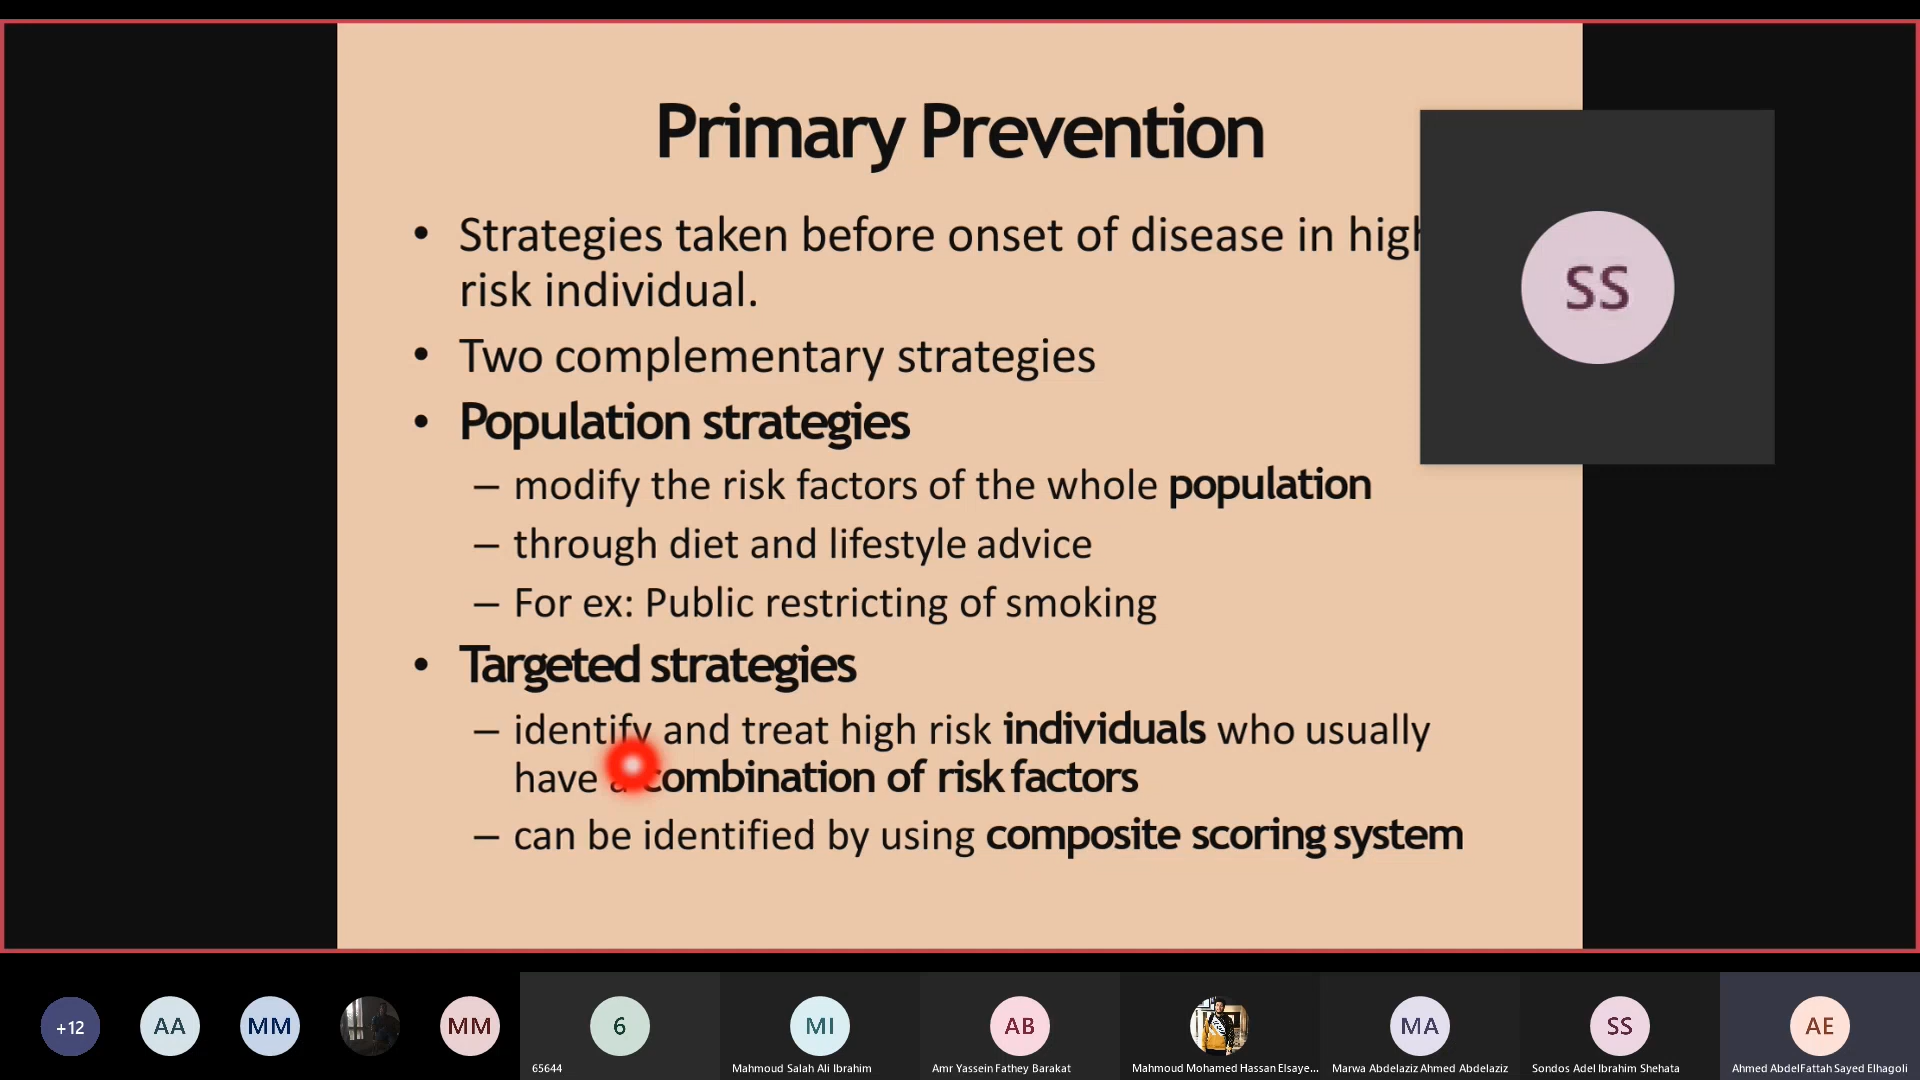 Primary Prevention
• Strategies taken before onset of disease in high
risk individual.
• Two complementary strategies
• Population strategies
– modify the risk factors of the whole population
– through diet and lifestyle advice
– For ex: Public restricting of smoking
• Targeted strategies
– identify and treat high risk individuals who usually
have a combination of risk factors
– can be identified by using composite scoring system
SS
+12
AA
MM
MM
6
MI
AB
MA
SS
AE
65644
Mahmoud Salah Ali Ibrahim
Amr Yassein Fathey Barakat
Mahmoud Mohamed Hassan Elsaye...
Marwa Abdelaziz Ahmed Abdelaziz
Sondos Adel Ibrahim Shehata
Ahmed AbdelFattah Sayed Elhagoli